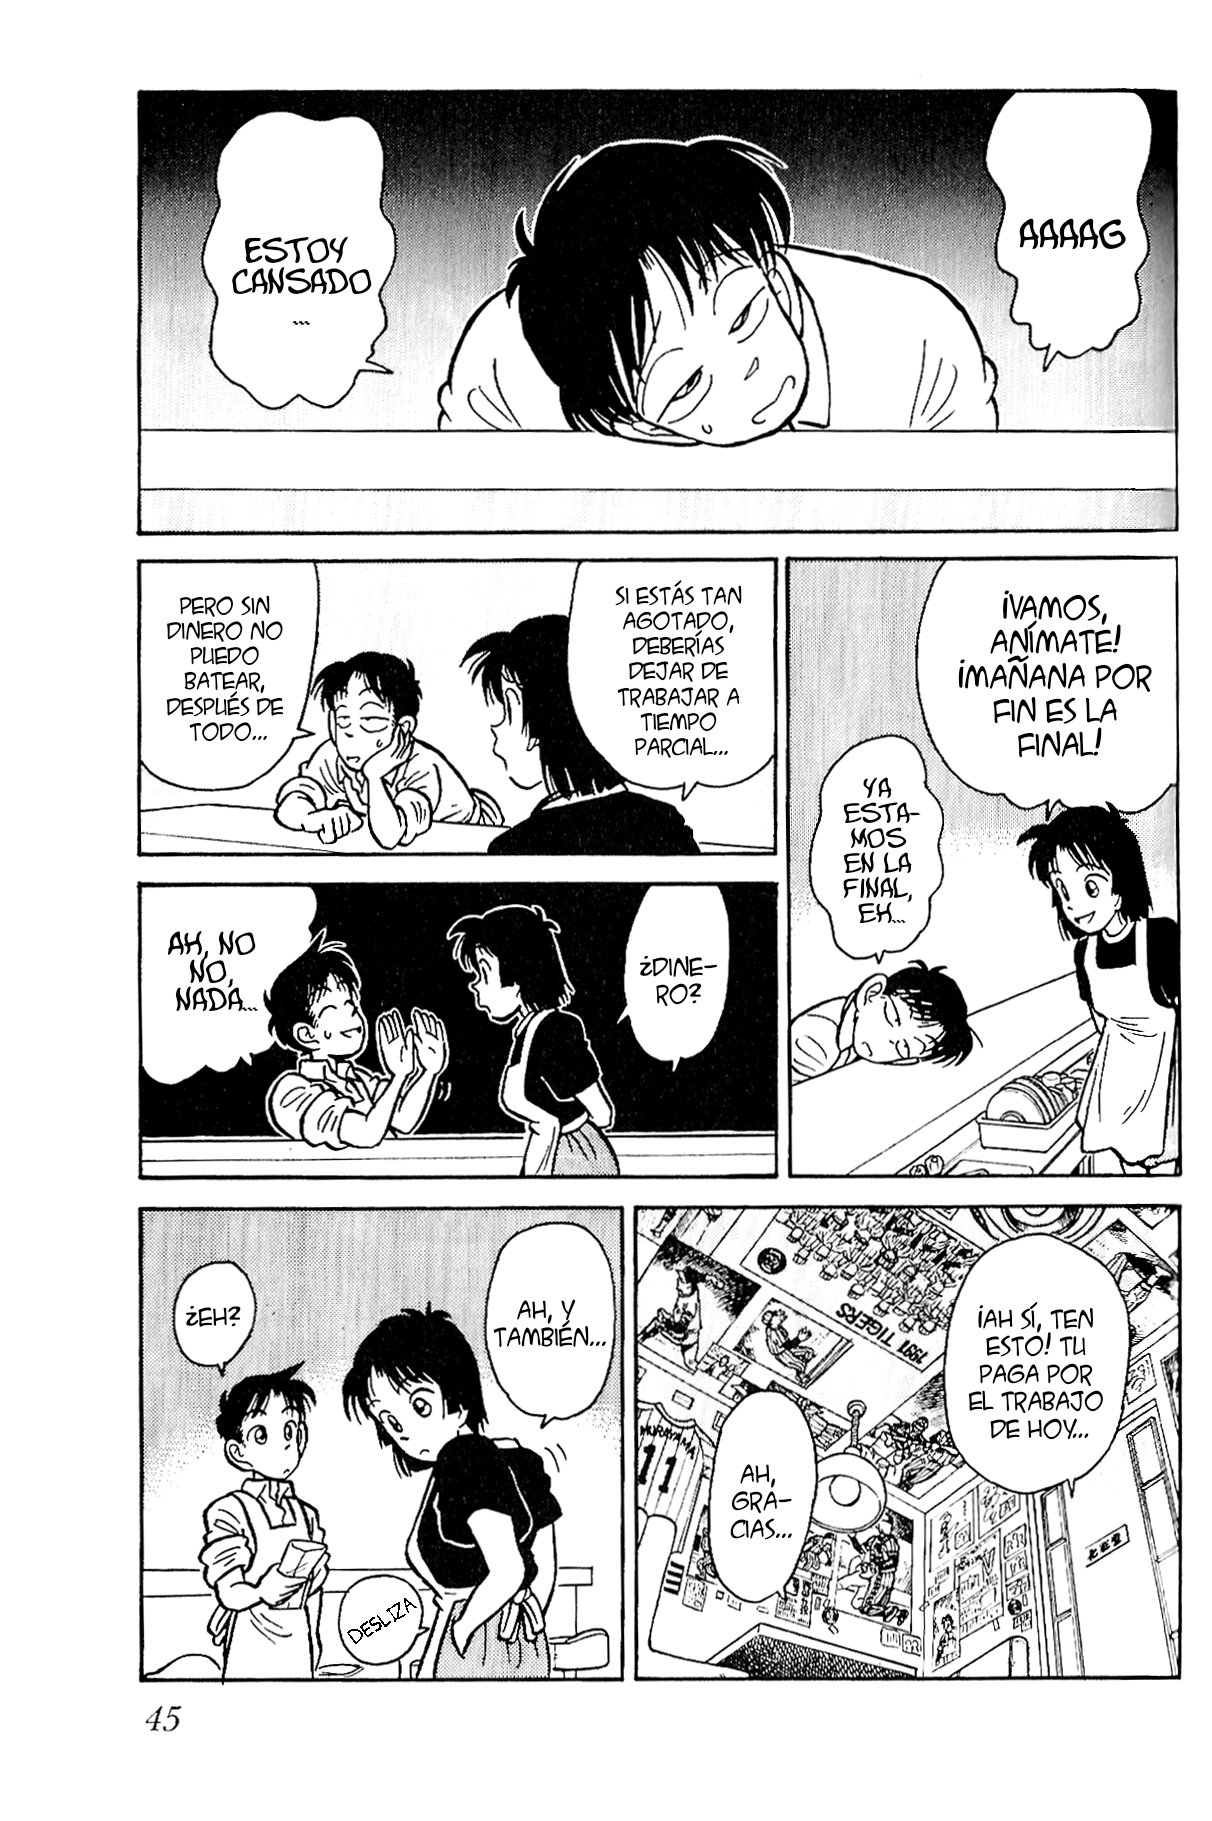 AAAAG
ESTOY
CANSADO
...
¡VAMOS,
ANÍMATE!
¡MAÑANA POR
FIN ES LA
FINAL!
YA
ESTA-
MOS
EN LA
FINAL,
EH...
SI ESTÁS TAN
AGOTADO,
DEBERÍAS
DEJAR DE
TRABAJAR A
TIEMPO
PARCIAL...
PERO SIN
DINERO NO
PUEDO
BATEAR,
DESPUÉS DE
TODO...
¿DINE-
RO?
AH, NO
NO,
NADA...
¡AH SÍ, TEN
ESTO! TU
PAGA POR
EL TRABAJO
DE HOY...
AH,
GRA-
CIAS...
1991 TIGERS
MURAYAMA
11
AH, Y
TAMBIÉN...
¿EH?
DESLIZA
45